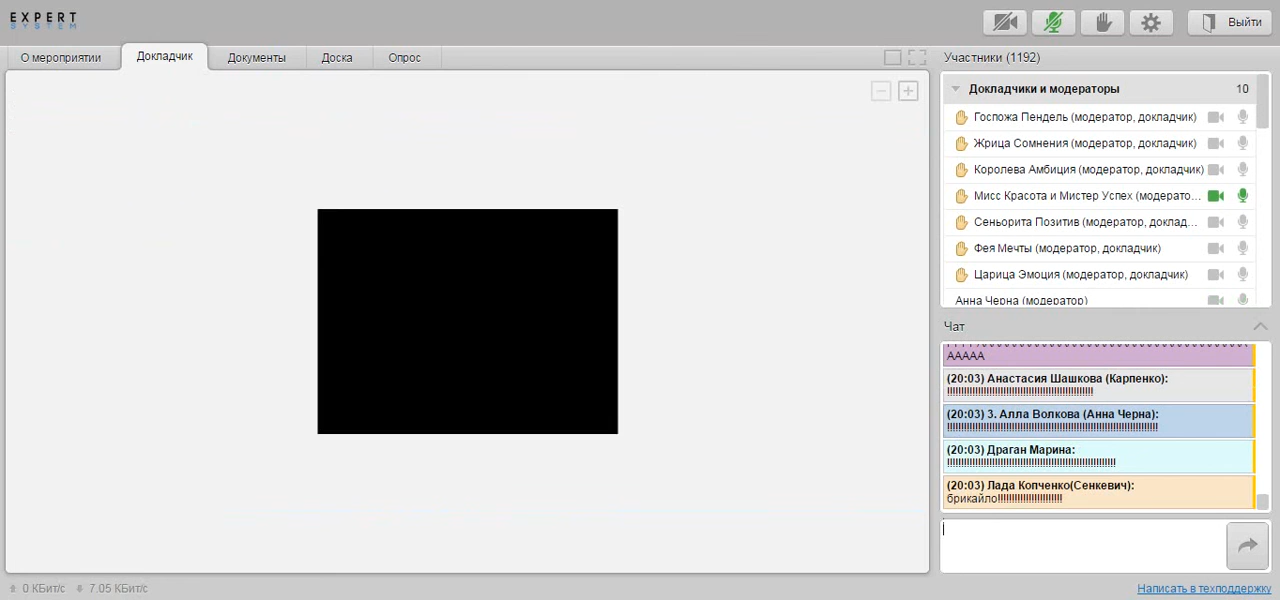 EXPERT
SYSTEM
Выйти
О мероприятии
Докладчик
Документы
Доска
Опрос
Участники (1192)
Докладчики и модераторы 10
Госпожа Пендель (модератор, докладчик)
Жрица Сомнения (модератор, докладчик)
Королева Амбиция (модератор, докладчик)
Мисс Красота и Мистер Успех (модерато...
Сеньорита Позитив (модератор, доклад...
Фея Мечты (модератор, докладчик)
Царица Эмоция (модератор, докладчик)
Анна Черна (модератор)
Чат
ААААА
(20:03) Анастасия Шашкова (Карпенко):
!!!!!!!!!!!!!!!!!!!!!!!!!!!!!!!!!!!!!!!!!!!!!!!!!!!!
(20:03) 3. Алла Волкова (Анна Черна):
!!!!!!!!!!!!!!!!!!!!!!!!!!!!!!!!!!!!!!!!!!!!!!!!!!!!!!!!!!!!!!!!!!!!!!!!!!!
(20:03) Драган Марина:
!!!!!!!!!!!!!!!!!!!!!!!!!!!!!!!!!!!!!!!!!!!!!!!!!!!!!!!!!!!!
(20:03) Лада Копченко(Сенкевич):
брикайло!!!!!!!!!!!!!!!!!!!!!!!
0 КБит/с 7.05 КБит/с
Написать в техподдержку